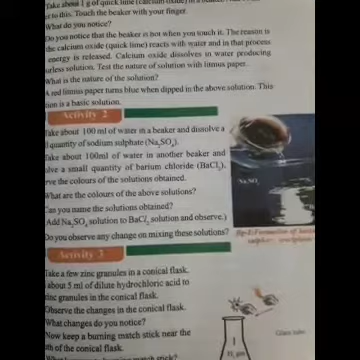 Take about 1 g of quick lime (calcium oxide) in a
er to this. Touch the beaker with your finger.
What do you notice?
Do you notice that the beaker is hot when you touch it. The reason is
the calcium oxide (quick lime) reacts with water and in that process
energy is released. Calcium oxide dissolves in water producing
urless solution. Test the nature of solution with litmus paper.
What is the nature of the solution?
A red litmus paper turns blue when dipped in the above solution. This
tion is a basic solution.
Activity 2
Take about 100 ml of water in a beaker and dissolve a
l quantity of sodium sulphate (Na₂SO₄).
Take about 100ml of water in another beaker and
olve a small quantity of barium chloride (BaCl₂),
rve the colours of the solutions obtained.
What are the colours of the above solutions?
Can you name the solutions obtained?
Add Na₂SO₄ solution to BaCl₂ solution and observe.)
Do you observe any change on mixing these solutions?
Na₂SO₄
Fig-2: Formation of
sulphate precipitate
Activity 3
Take a few zinc granules in a conical flask.
about 5 ml of dilute hydrochloric acid to
zinc granules in the conical flask.
Observe the changes in the conical flask.
What changes do you notice?
Now keep a burning match stick near the
th of the conical flask.
Glass tube
H₂ gas